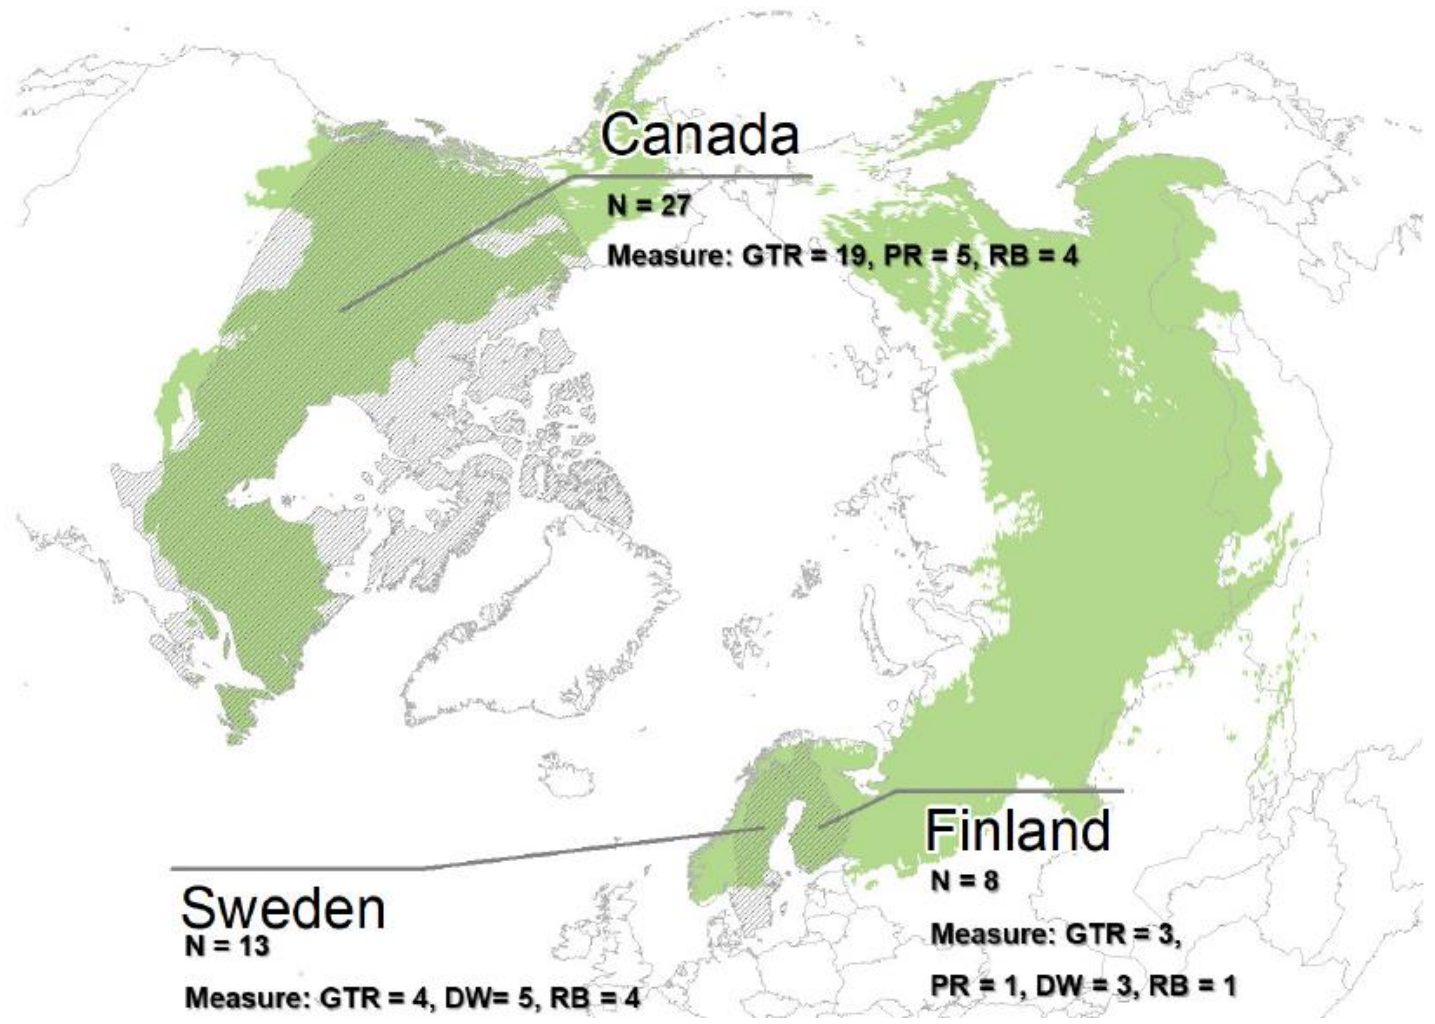 Canada
N = 27
Measure: GTR = 19, PR = 5, RB = 4
Finland
N = 8
Measure: GTR = 3,
PR = 1, DW = 3, RB = 1
Sweden
N = 13
Measure: GTR = 4, DW= 5, RB = 4